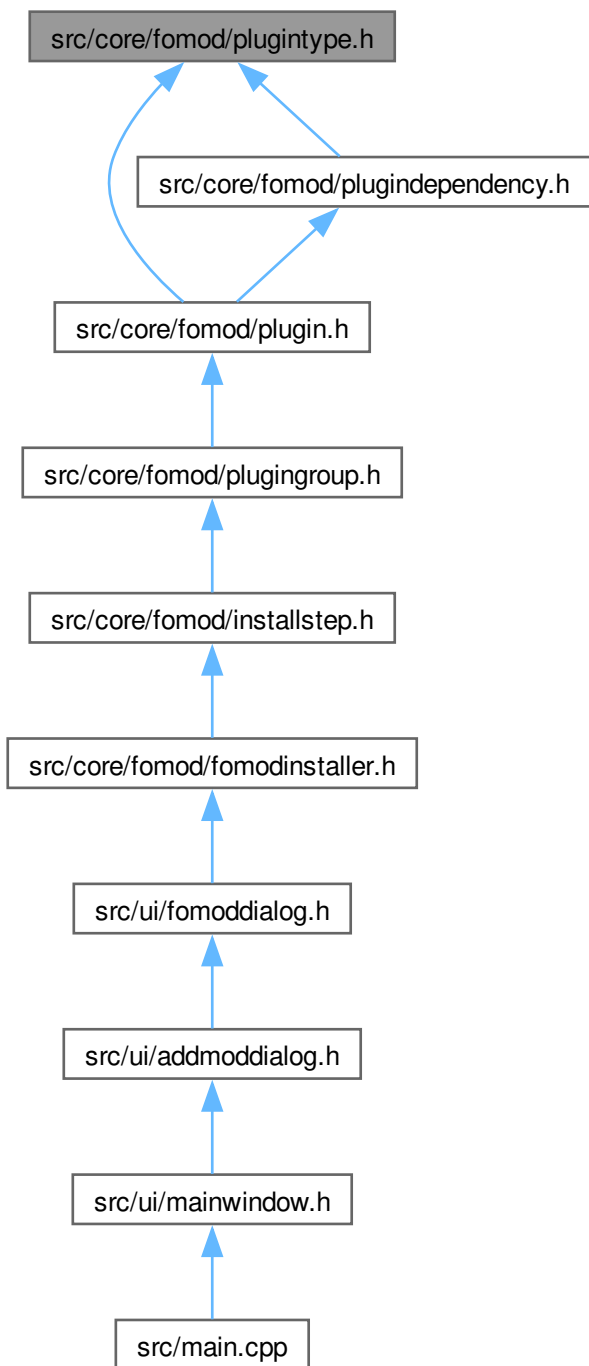 src/core/fomod/plugintype.h
src/core/fomod/plugindependency.h
src/core/fomod/plugin.h
src/core/fomod/plugingroup.h
src/core/fomod/installstep.h
src/core/fomod/fomodinstaller.h
src/ui/fomoddialog.h
src/ui/addmoddialog.h
src/ui/mainwindow.h
src/main.cpp